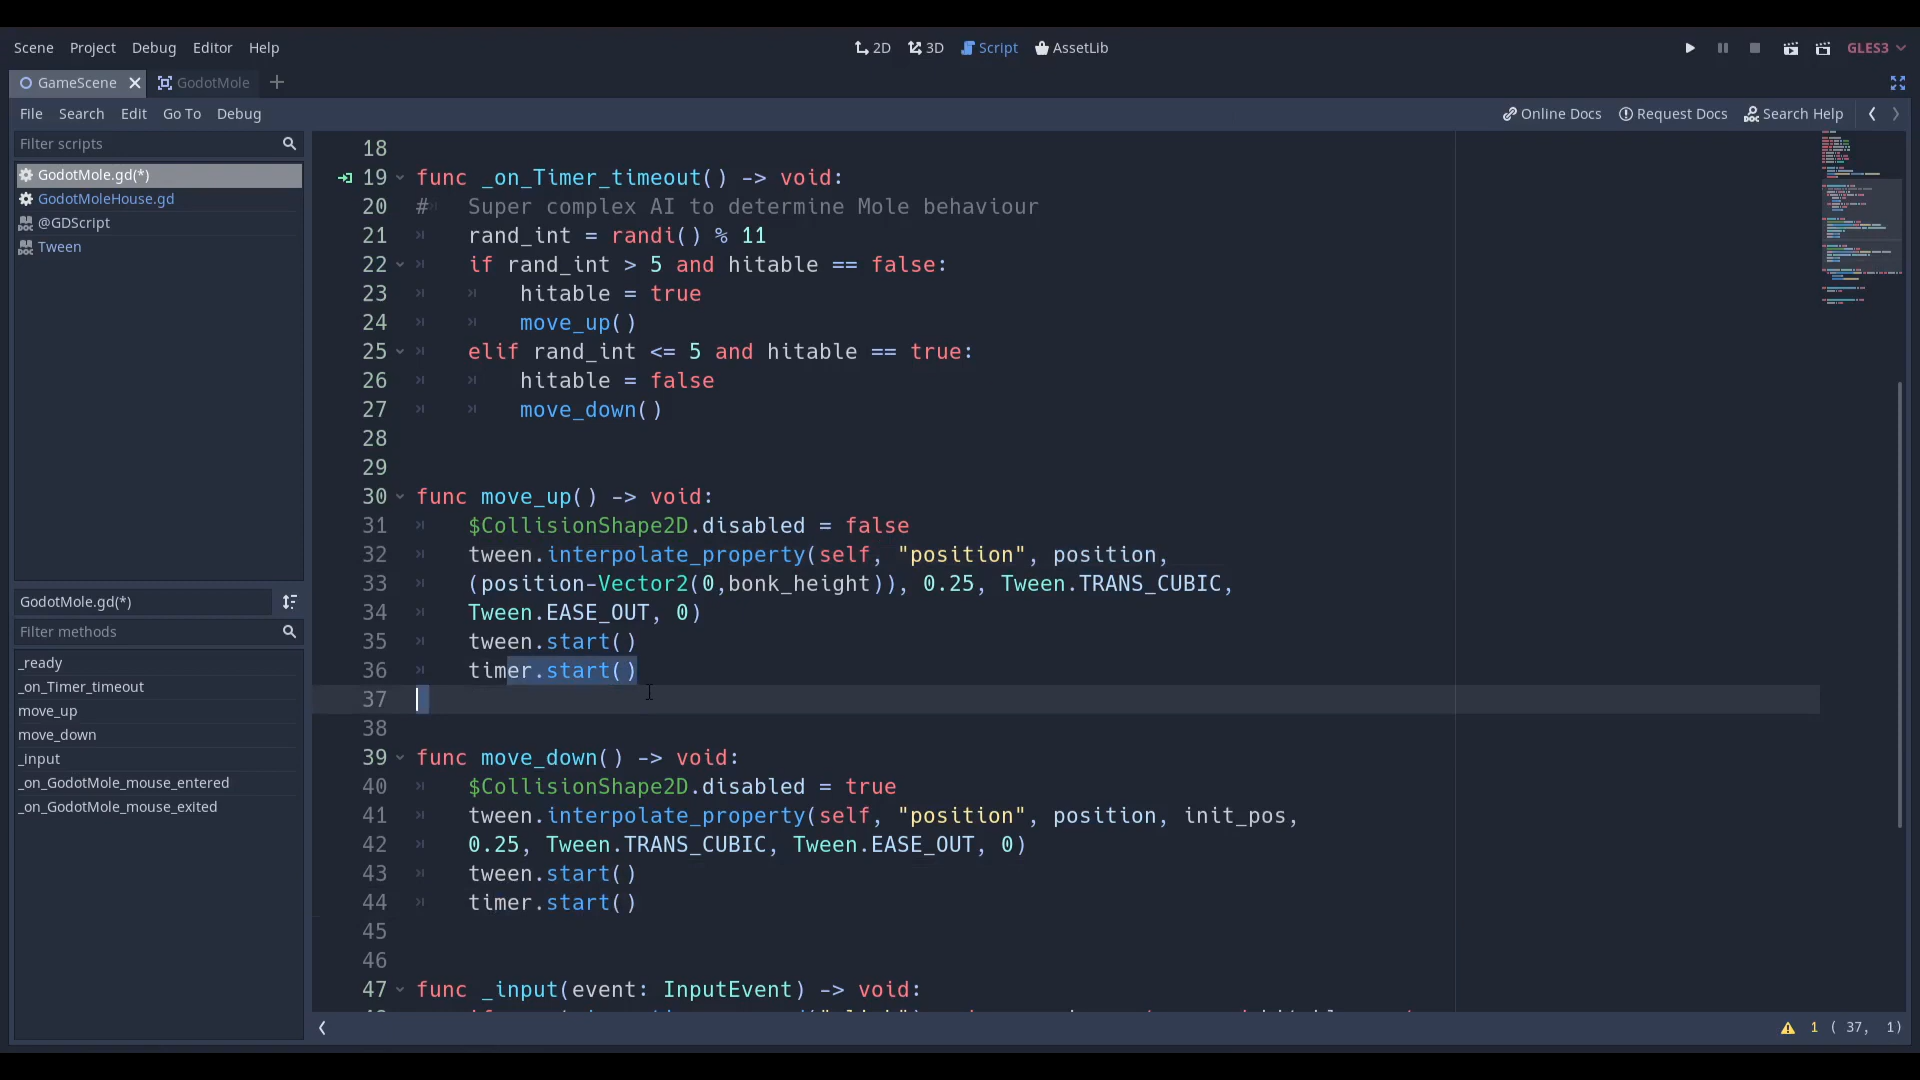 Scene Project Debug Editor Help 2D 3D Script AssetLib GLES3
GameScene GodotMole
File Search Edit Go To Debug Online Docs Request Docs Search Help
Filter scripts
GodotMole.gd(*)
GodotMoleHouse.gd
@GDScript
Tween
GodotMole.gd(*)
Filter methods
_ready
_on_Timer_timeout
move_up
move_down
_input
_on_GodotMole_mouse_entered
_on_GodotMole_mouse_exited
18
19 func _on_Timer_timeout() -> void:
20 # Super complex AI to determine Mole behaviour
21 rand_int = randi() % 11
22 if rand_int > 5 and hitable == false:
23 hitable = true
24 move_up()
25 elif rand_int <= 5 and hitable == true:
26 hitable = false
27 move_down()
28
29
30 func move_up() -> void:
31 $CollisionShape2D.disabled = false
32 tween.interpolate_property(self, "position", position,
33 (position-Vector2(0,bonk_height)), 0.25, Tween.TRANS_CUBIC,
34 Tween.EASE_OUT, 0)
35 tween.start()
36 timer.start()
37
38
39 func move_down() -> void:
40 $CollisionShape2D.disabled = true
41 tween.interpolate_property(self, "position", position, init_pos,
42 0.25, Tween.TRANS_CUBIC, Tween.EASE_OUT, 0)
43 tween.start()
44 timer.start()
45
46
47 func _input(event: InputEvent) -> void:
1 ( 37, 1)